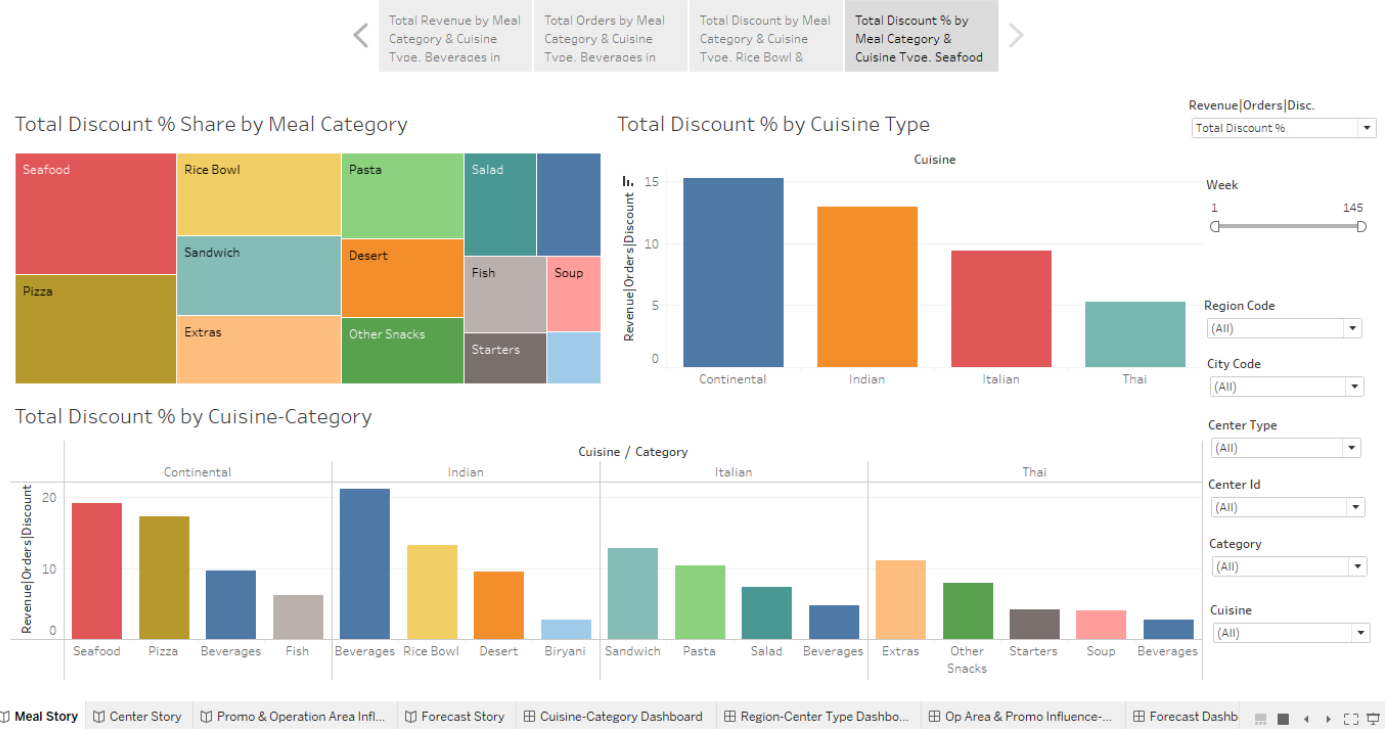 Total Revenue by Meal
Category & Cuisine
Type, Beverages in
Total Orders by Meal
Category & Cuisine
Type, Beverages in
Total Discount by Meal
Category & Cuisine
Type, Rice Bowl &
Total Discount % by
Meal Category &
Cuisine Type, Seafood
Revenue|Orders|Disc.
Total Discount %
Total Discount % Share by Meal Category
Seafood
Pizza
Rice Bowl
Sandwich
Extras
Pasta
Desert
Other Snacks
Salad
Fish
Soup
Starters
Total Discount % by Cuisine Type
Cuisine
Revenue|Orders|Discount
15
10
5
0
Continental
Indian
Italian
Thai
Week
1
145
Region Code
(All)
City Code
(All)
Center Type
(All)
Center Id
(All)
Category
(All)
Cuisine
(All)
Total Discount % by Cuisine-Category
Cuisine / Category
Continental
Indian
Italian
Thai
Revenue|Orders|Discount
20
10
0
Seafood
Pizza
Beverages
Fish
Beverages
Rice Bowl
Desert
Biryani
Sandwich
Pasta
Salad
Beverages
Extras
Other
Snacks
Starters
Soup
Beverages
Meal Story
Center Story
Promo & Operation Area Infl...
Forecast Story
Cuisine-Category Dashboard
Region-Center Type Dashbo...
Op Area & Promo Influence-...
Forecast Dashb